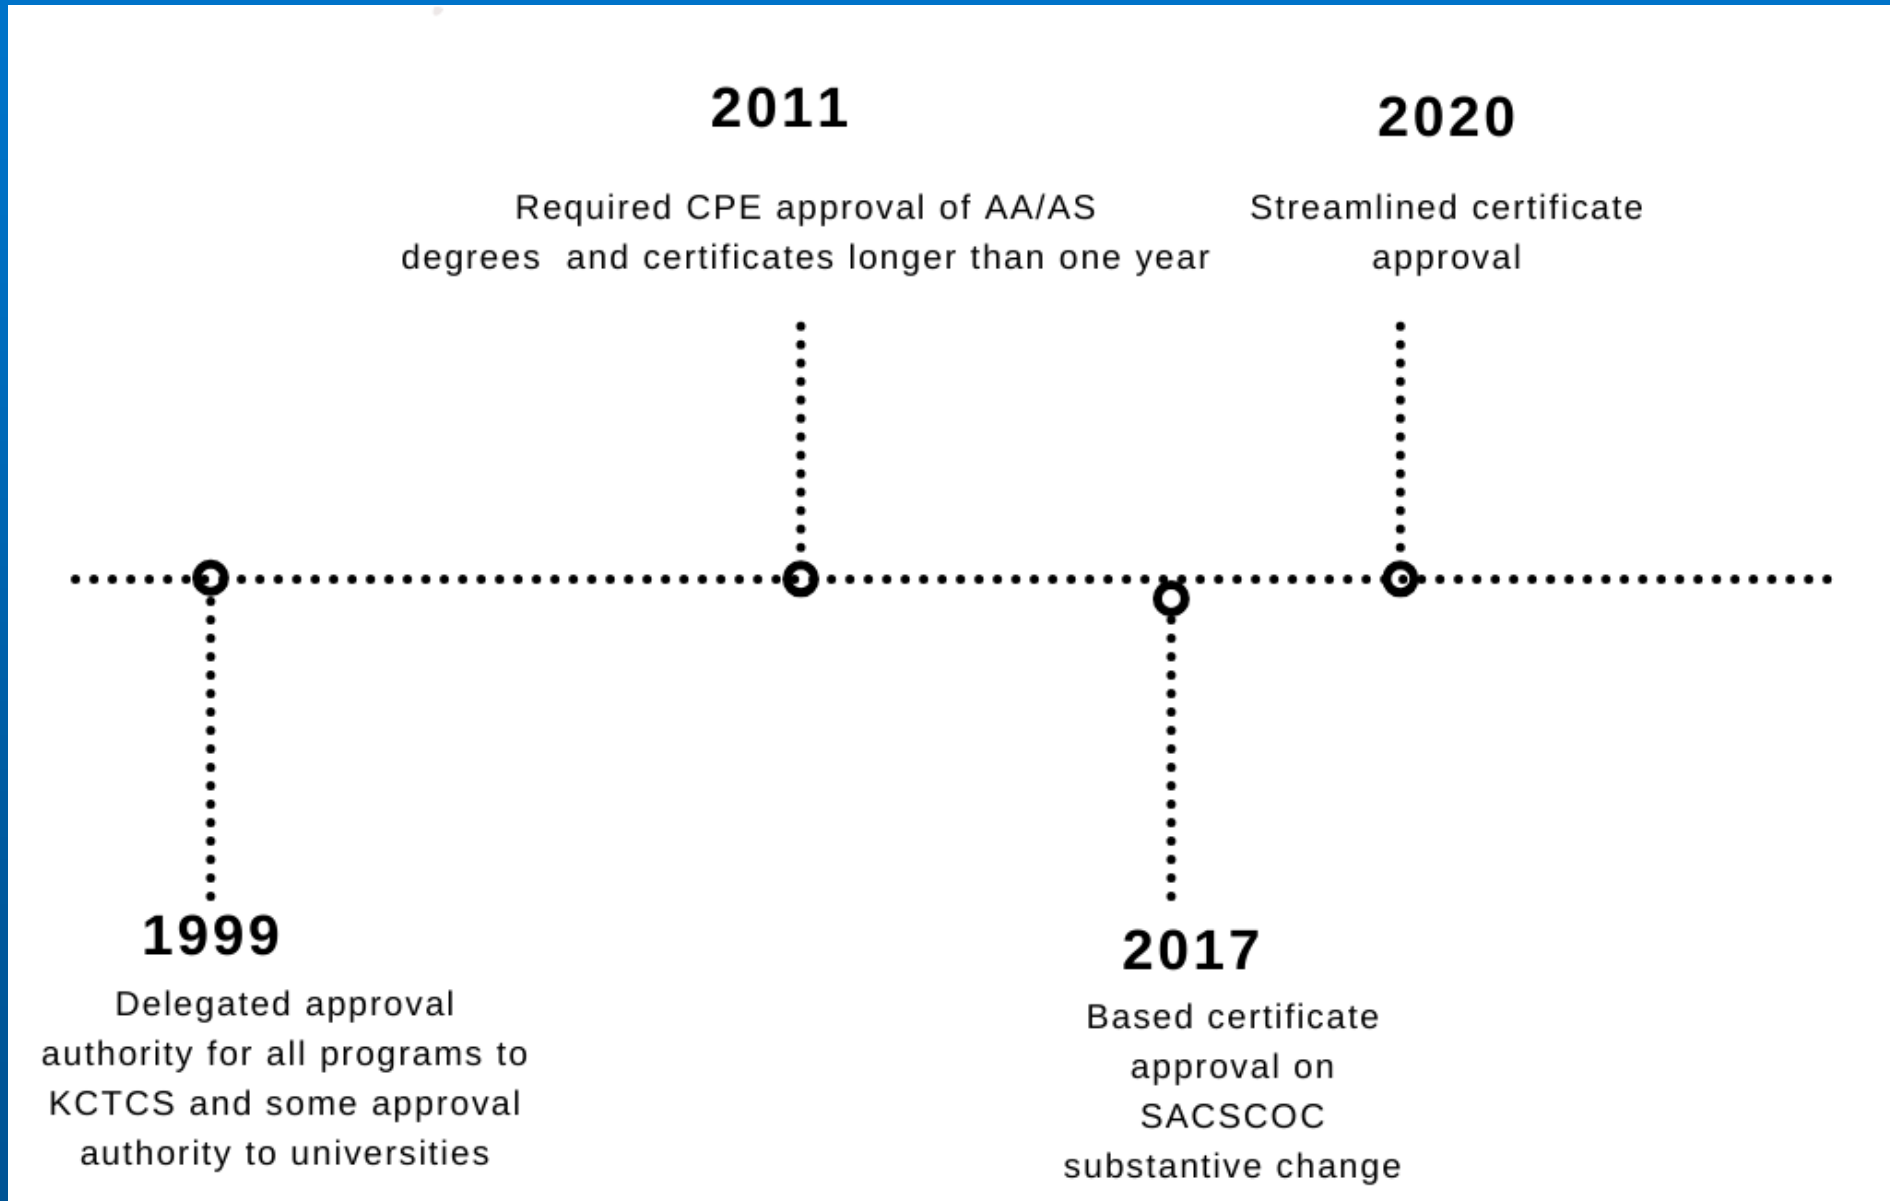 2011
Required CPE approval of AA/AS
degrees  and certificates longer than one year
2020
Streamlined certificate
approval
1999
Delegated approval
authority for all programs to
KCTCS and some approval
authority to universities
2017
Based certificate
approval on
SACSCOC
substantive change